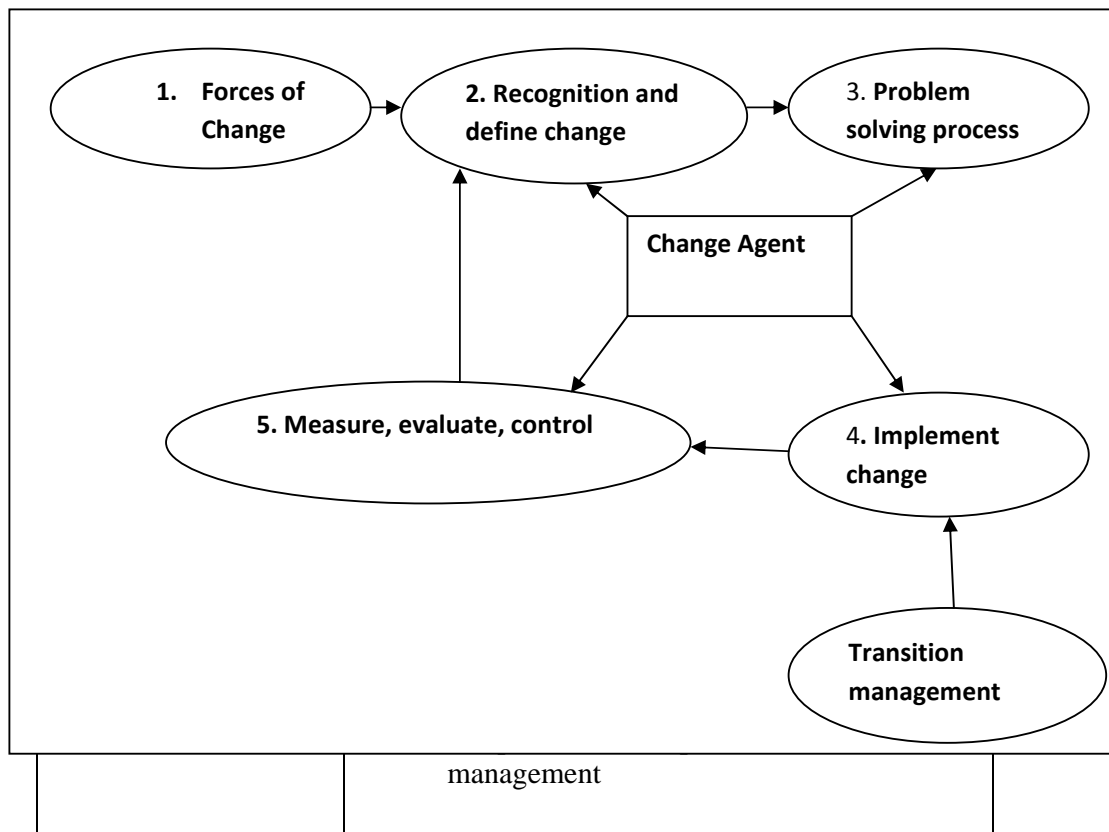 1. Forces of
Change
2. Recognition and
define change
3. Problem
solving process
Change Agent
5. Measure, evaluate, control
4. Implement
change
Transition
management
management